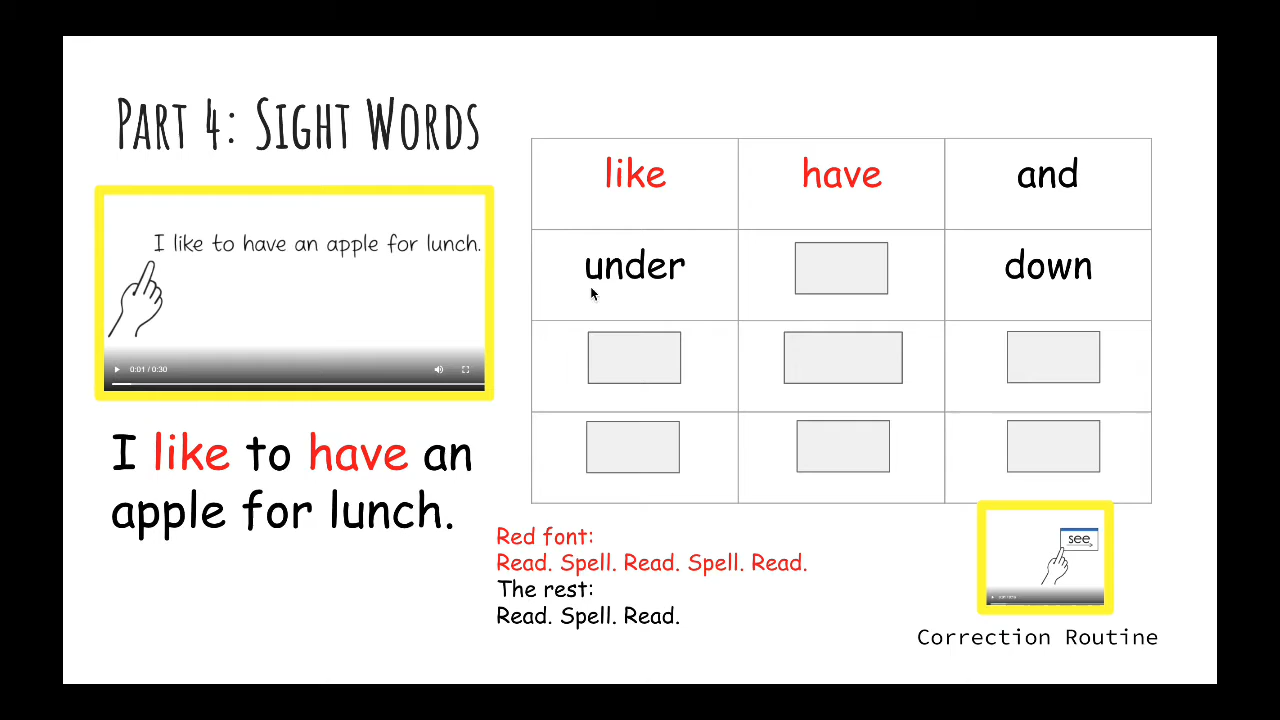 Part 4: Sight Words
I like to have an apple for lunch.
0:01 / 0:30
I like to have an
apple for lunch.
like have and
under down
Red font:
Read. Spell. Read. Spell. Read.
The rest:
Read. Spell. Read.
see
Correction Routine